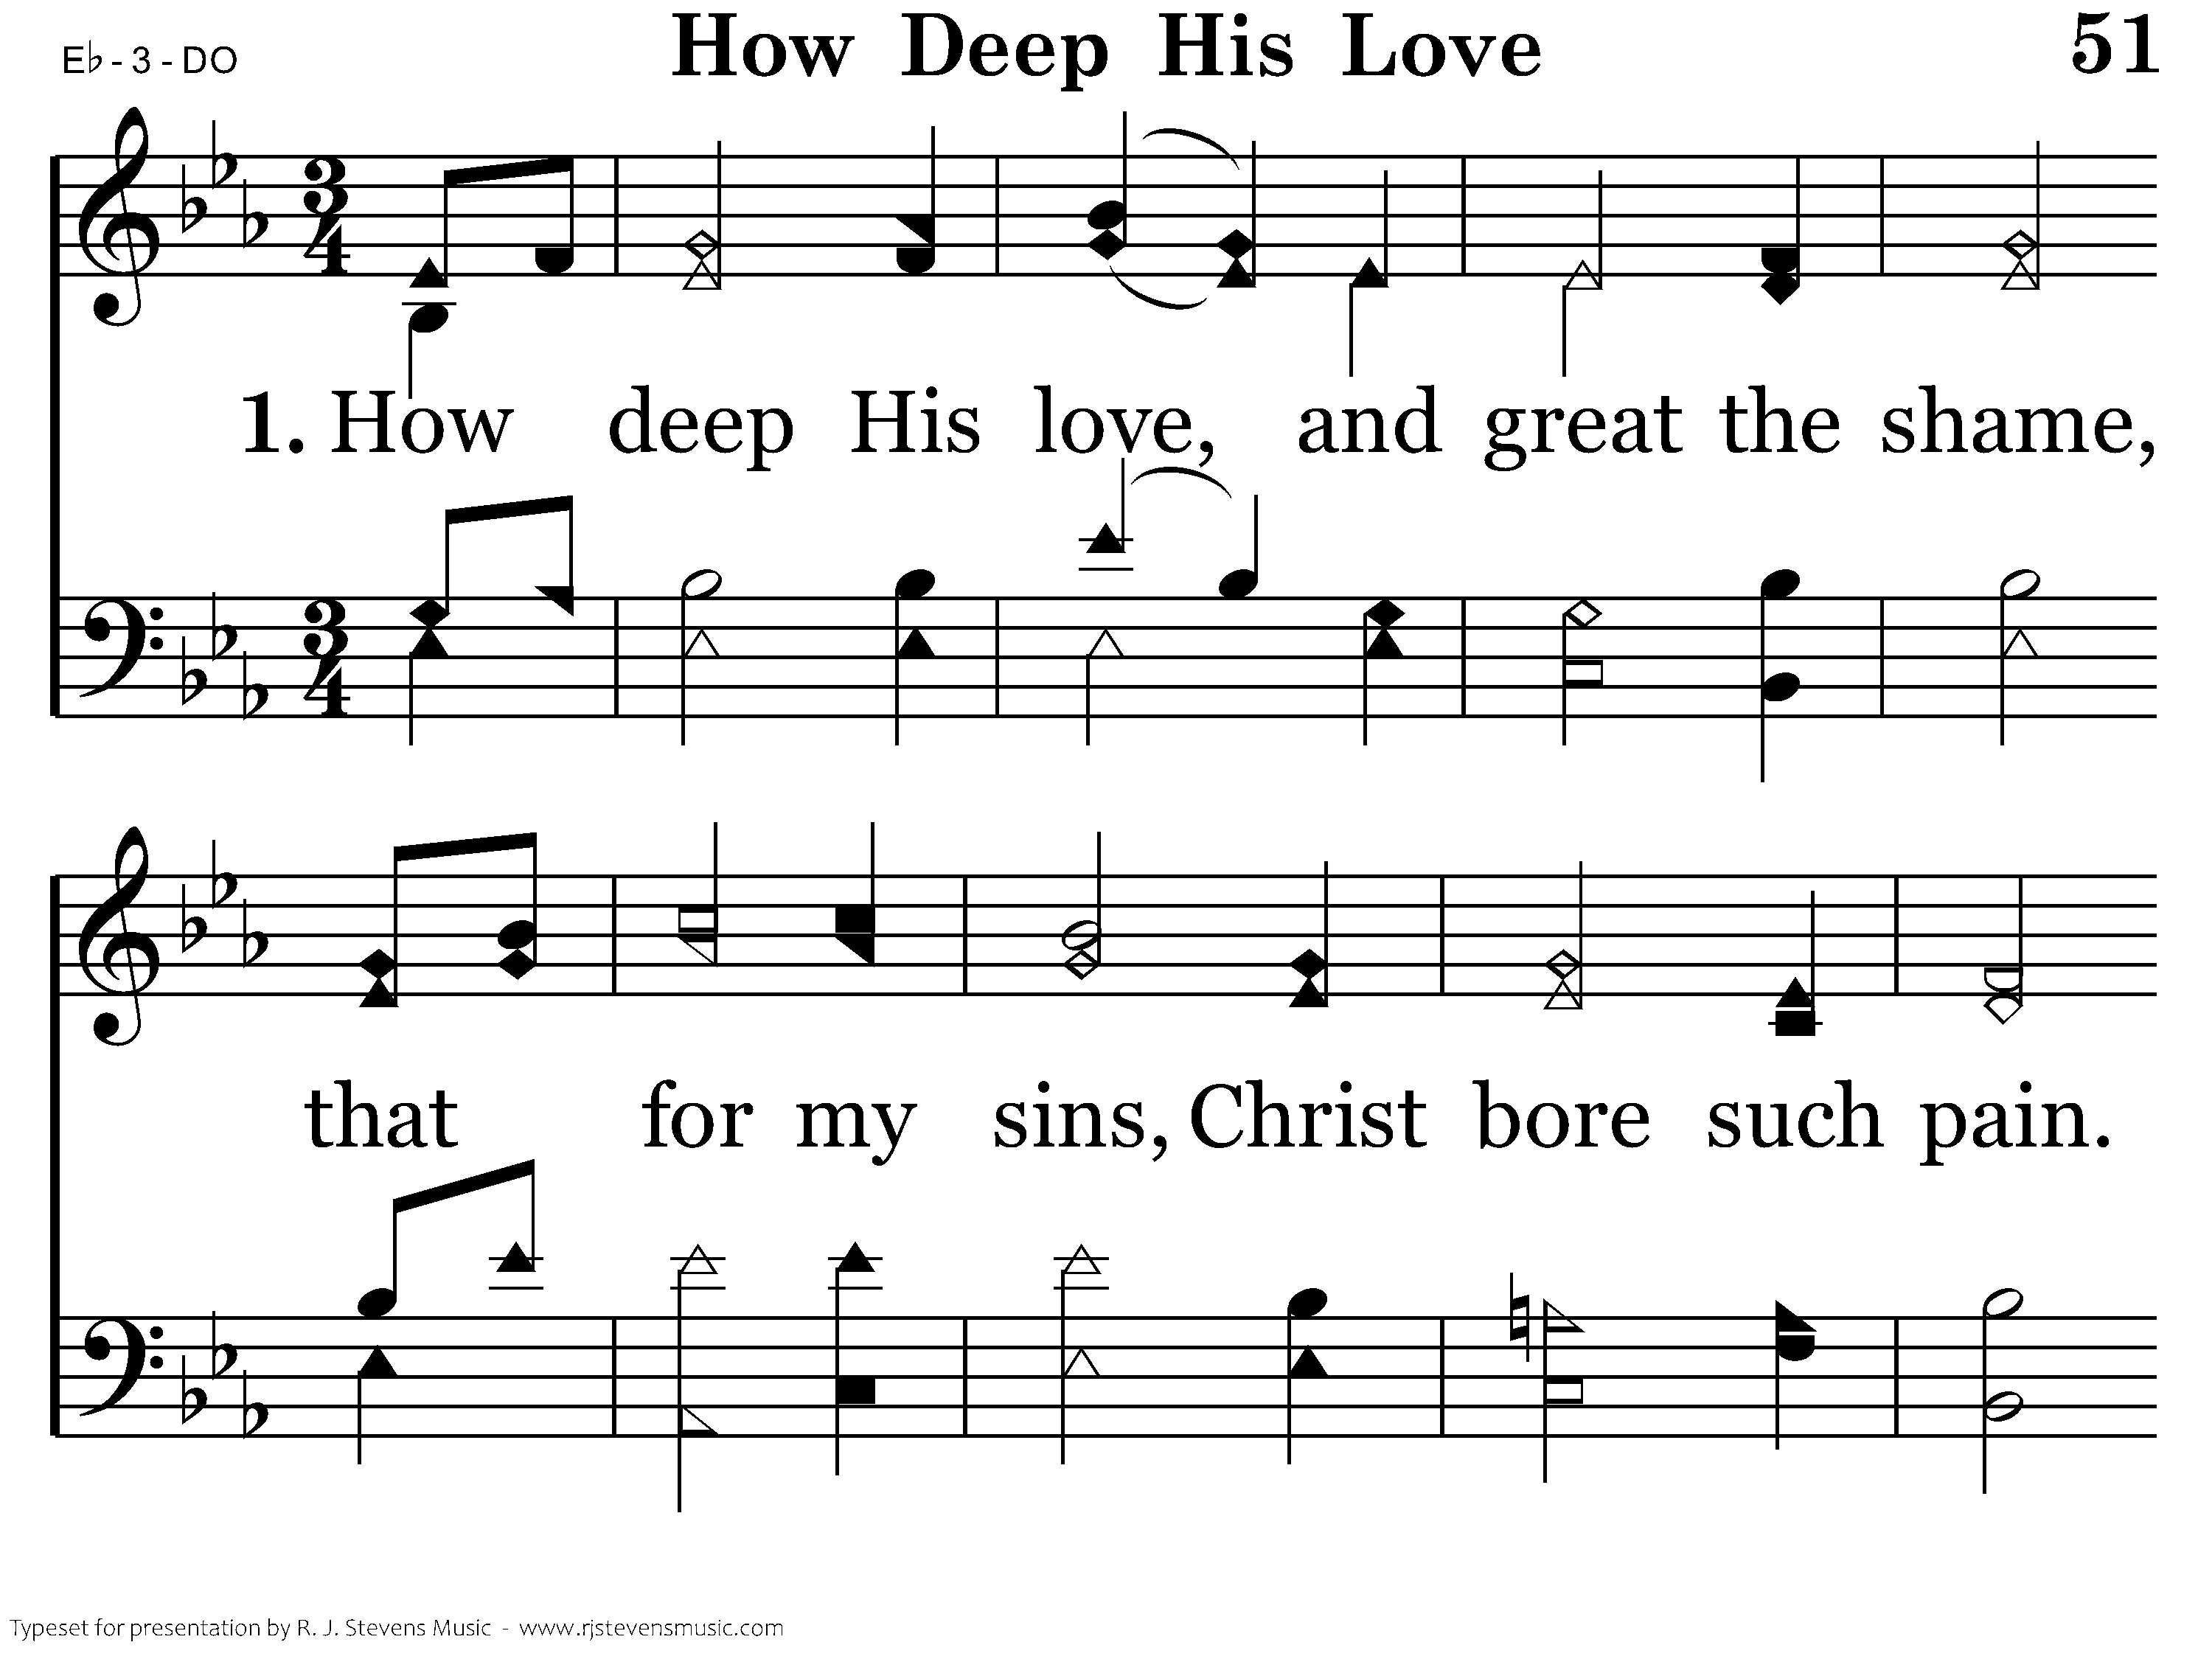 E♭ - 3 - DO How Deep His Love 51
1. How deep His love, and great the shame,
that for my sins, Christ bore such pain.
Typeset for presentation by R. J. Stevens Music - www.rjstevensmusic.com